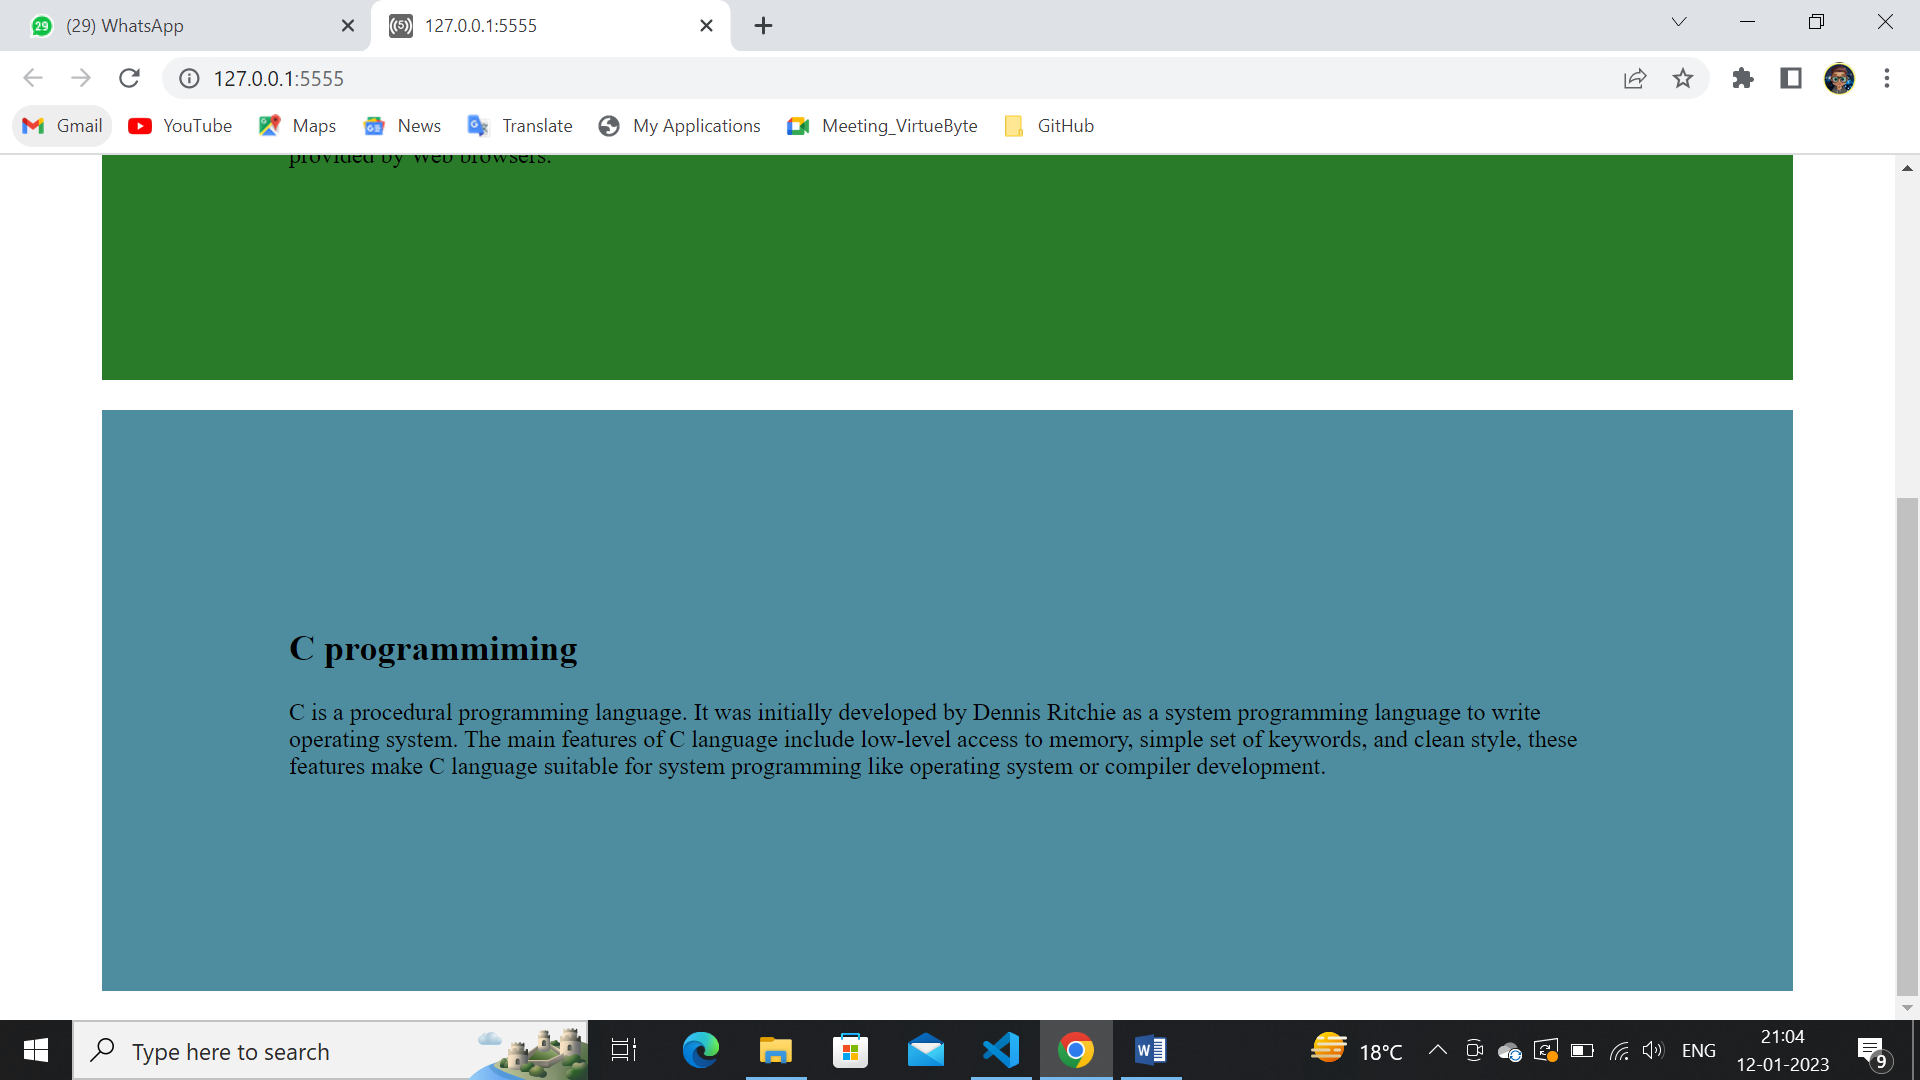 29
(29) WhatsApp
127.0.0.1:5555
127.0.0.1:5555
Gmail
YouTube
Maps
News
Translate
My Applications
Meeting_VirtueByte
GitHub
provided by Web browsers.
C programmiming
C is a procedural programming language. It was initially developed by Dennis Ritchie as a system programming language to write
operating system. The main features of C language include low-level access to memory, simple set of keywords, and clean style, these
features make C language suitable for system programming like operating system or compiler development.
Type here to search
18°C
ENG
21:04
12-01-2023
9